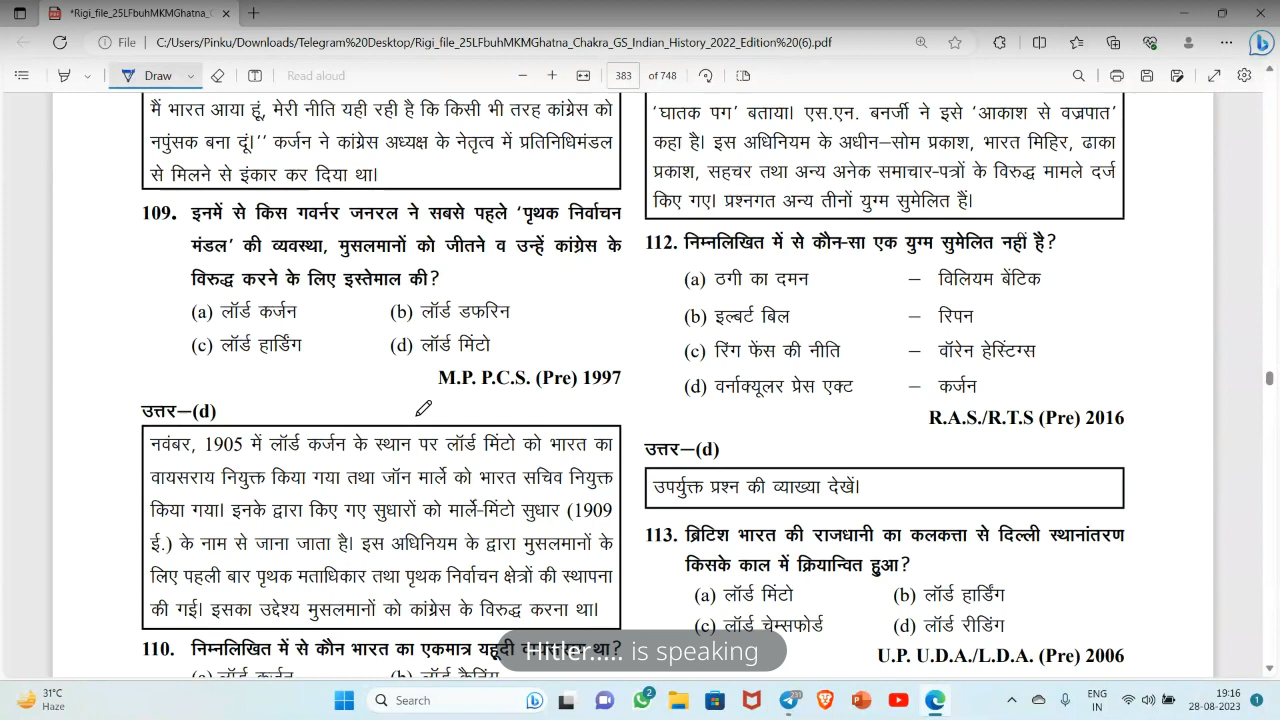 *Rigi_file_25LFbuhMKMGhatna_C
File C:/Users/Pinku/Downloads/Telegram%20Desktop/Rigi_file_25LFbuhMKMGhatna_Chakra_GS_Indian_History_2022_Edition%20(6).pdf
Draw Read aloud 383 of 748
में भारत आया हूं, मेरी नीति यही रही है कि किसी भी तरह कांग्रेस को
नपुंसक बना दूं।'' कर्जन ने कांग्रेस अध्यक्ष के नेतृत्व में प्रतिनिधिमंडल
से मिलने से इंकार कर दिया था।
109. इनमें से किस गवर्नर जनरल ने सबसे पहले 'पृथक निर्वाचन
मंडल' की व्यवस्था, मुसलमानों को जीतने व उन्हें कांग्रेस के
विरुद्ध करने के लिए इस्तेमाल की?
(a) लॉर्ड कर्जन (b) लॉर्ड डफरिन
(c) लॉर्ड हार्डिंग (d) लॉर्ड मिंटो
M.P. P.C.S. (Pre) 1997
उत्तर—(d)
नवंबर, 1905 में लॉर्ड कर्जन के स्थान पर लॉर्ड मिंटो को भारत का
वायसराय नियुक्त किया गया तथा जॉन मार्ले को भारत सचिव नियुक्त
किया गया। इनके द्वारा किए गए सुधारों को मार्ले-मिंटो सुधार (1909
ई.) के नाम से जाना जाता है। इस अधिनियम के द्वारा मुसलमानों के
लिए पहली बार पृथक मताधिकार तथा पृथक निर्वाचन क्षेत्रों की स्थापना
की गई। इसका उद्देश्य मुसलमानों को कांग्रेस के विरुद्ध करना था।
110. निम्नलिखित में से कौन भारत का एकमात्र यहूदी वायसराय था?
(a) लॉर्ड कर्जन (b) लॉर्ड कैनिंग
'घातक पग' बताया। एस.एन. बनर्जी ने इसे 'आकाश से वज्रपात'
कहा है। इस अधिनियम के अधीन—सोम प्रकाश, भारत मिहिर, ढाका
प्रकाश, सहचर तथा अन्य अनेक समाचार-पत्रों के विरुद्ध मामले दर्ज
किए गए। प्रश्नगत अन्य तीनों युग्म सुमेलित हैं।
112. निम्नलिखित में से कौन-सा एक युग्म सुमेलित नहीं है?
(a) ठगी का दमन – विलियम बेंटिक
(b) इल्बर्ट बिल – रिपन
(c) रिंग फेंस की नीति – वॉरेन हेस्टिंग्स
(d) वर्नाक्यूलर प्रेस एक्ट – कर्जन
R.A.S./R.T.S (Pre) 2016
उत्तर—(d)
उपर्युक्त प्रश्न की व्याख्या देखें।
113. ब्रिटिश भारत की राजधानी का कलकत्ता से दिल्ली स्थानांतरण
किसके काल में क्रियान्वित हुआ?
(a) लॉर्ड मिंटो (b) लॉर्ड हार्डिंग
(c) लॉर्ड चेम्सफोर्ड (d) लॉर्ड रीडिंग
U.P. U.D.A./L.D.A. (Pre) 2006
Hitler..... is speaking
31°C
Haze
Search
2
231
ENG
IN
19:16
28-08-2023
1